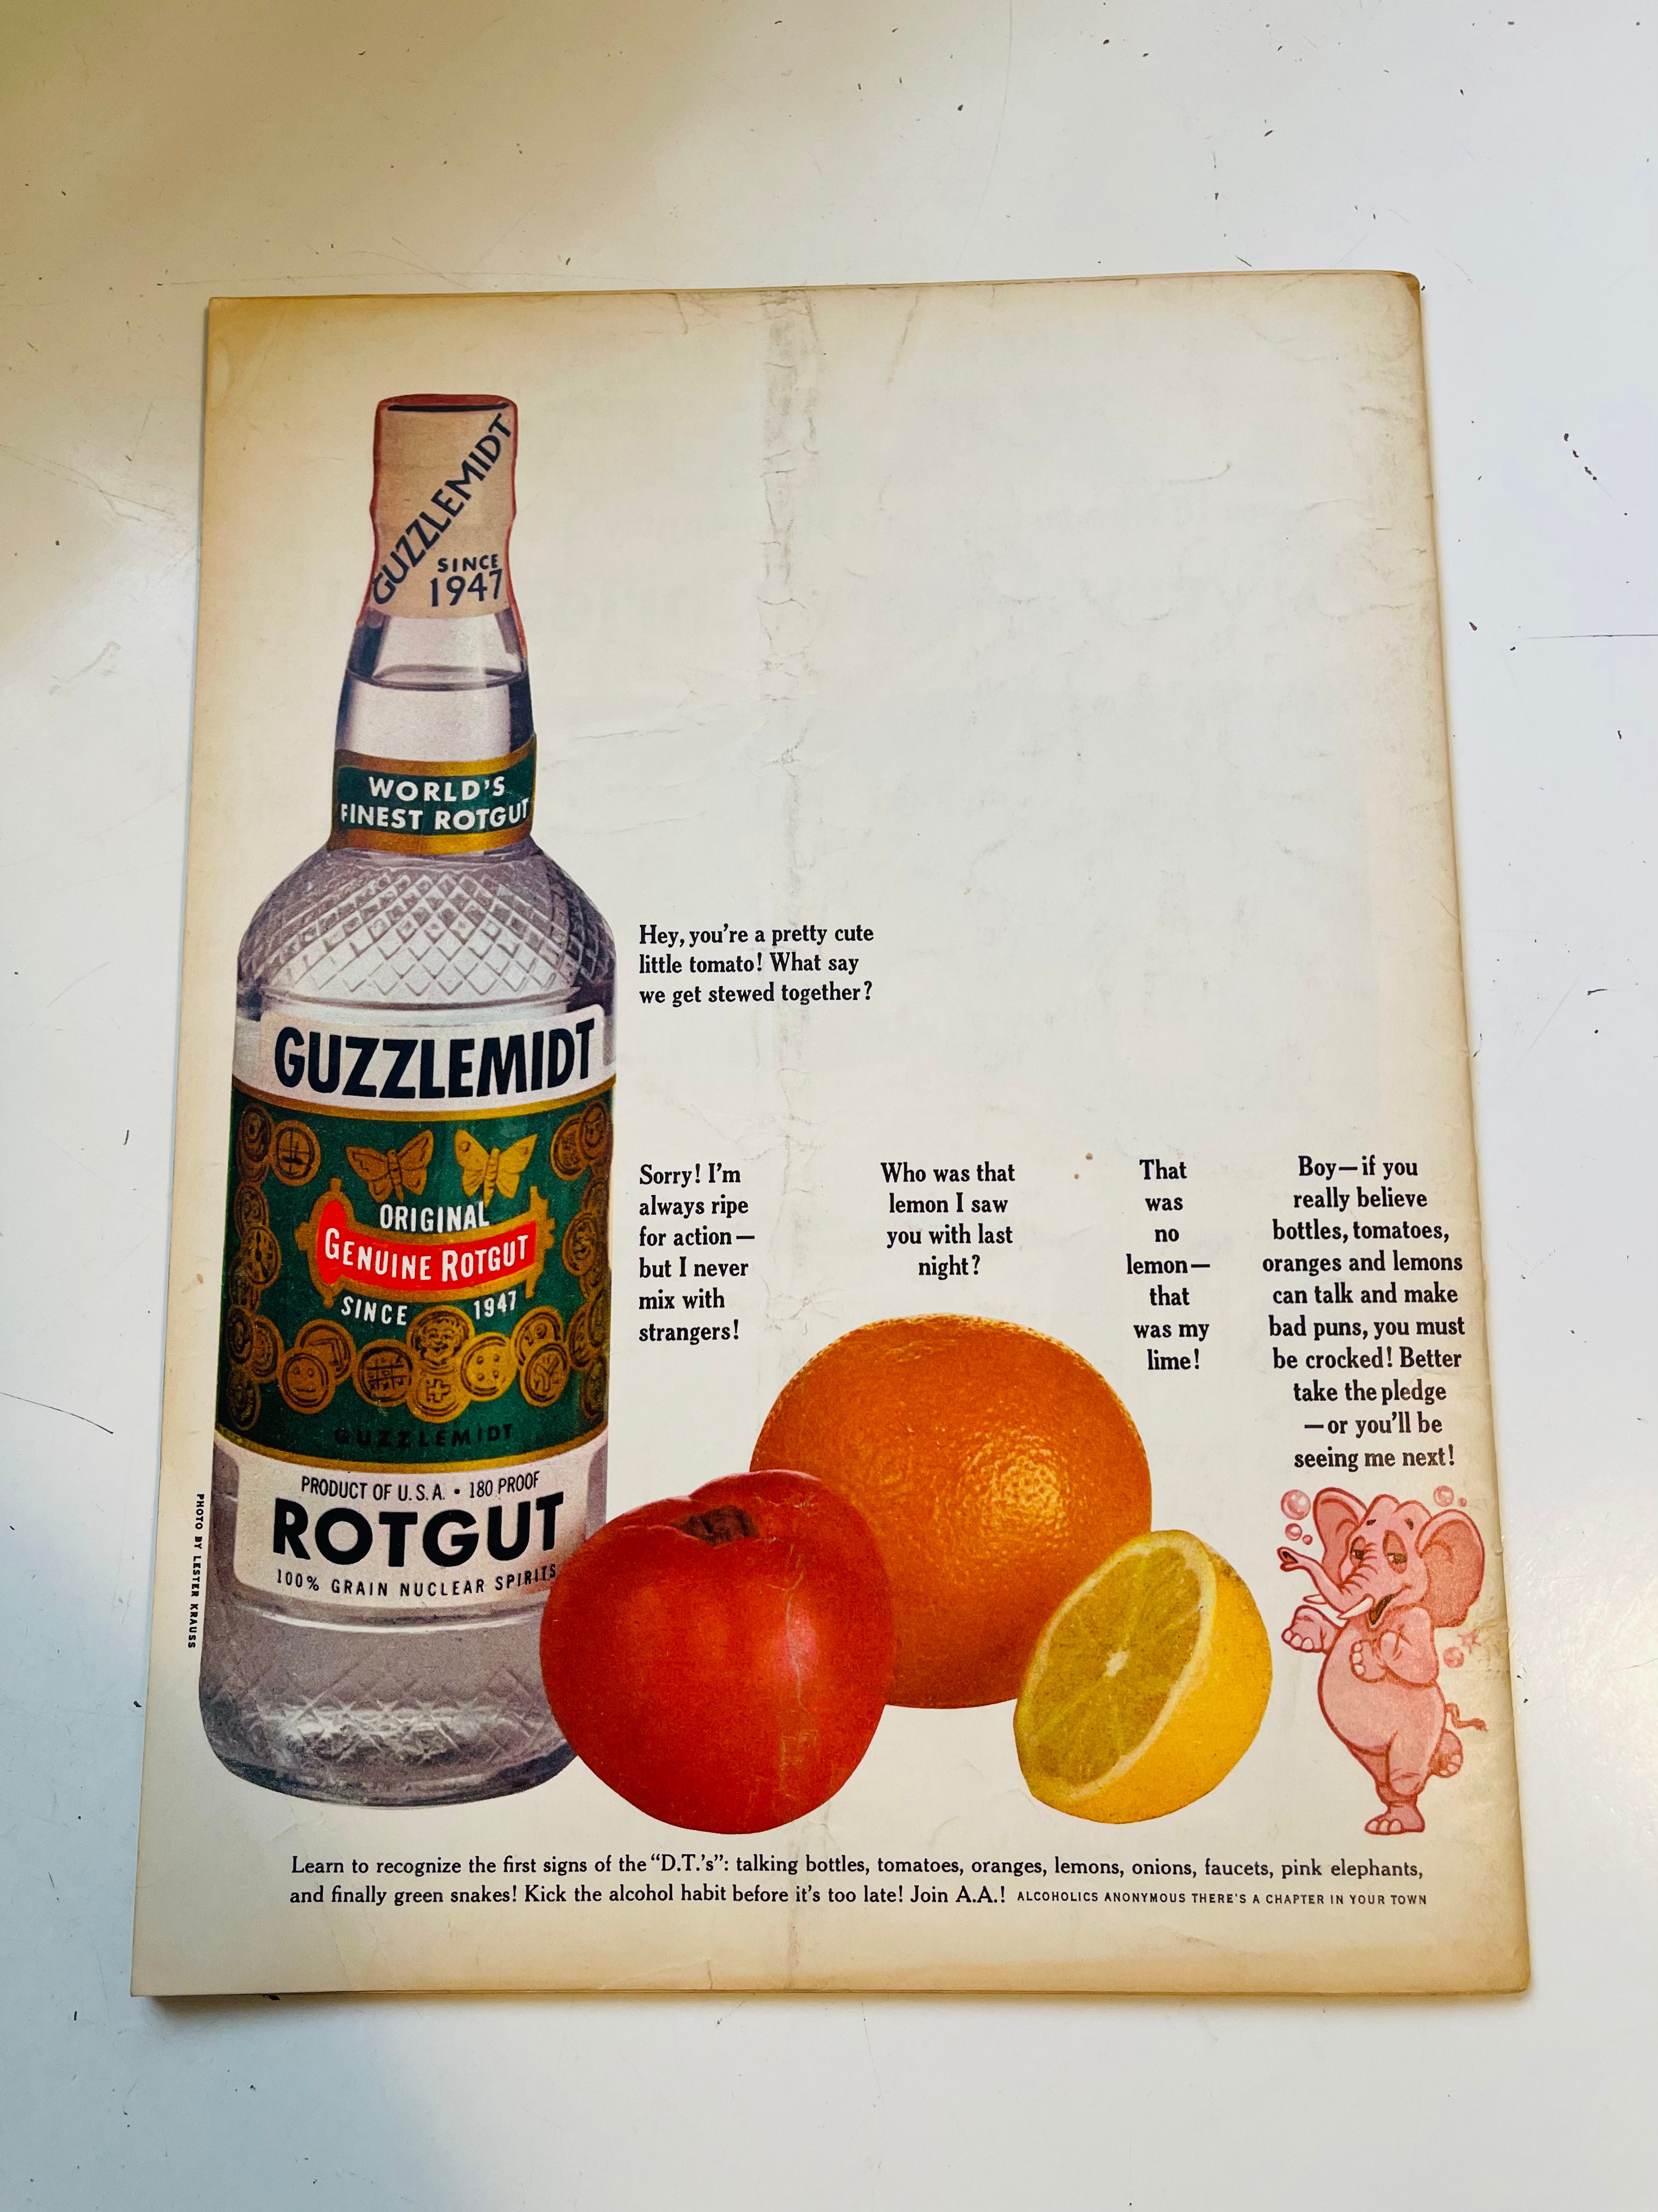 GUZZLEMIDT
SINCE
1947
WORLD'S
FINEST ROTGUT
GUZZLEMIDT
ORIGINAL
GENUINE ROTGUT
SINCE 1947
GUZZLEMIDT
PRODUCT OF U.S.A. • 180 PROOF
ROTGUT
100% GRAIN NUCLEAR SPIRITS
PHOTO BY LESTER KRAUSS
Hey, you're a pretty cute
little tomato! What say
we get stewed together?
Sorry! I'm
always ripe
for action—
but I never
mix with
strangers!
Who was that
lemon I saw
you with last
night?
That
was
no
lemon—
that
was my
lime!
Boy—if you
really believe
bottles, tomatoes,
oranges and lemons
can talk and make
bad puns, you must
be crocked! Better
take the pledge
—or you'll be
seeing me next!
Learn to recognize the first signs of the “D.T.'s”: talking bottles, tomatoes, oranges, lemons, onions, faucets, pink elephants,
and finally green snakes! Kick the alcohol habit before it's too late! Join A.A.! ALCOHOLICS ANONYMOUS THERE'S A CHAPTER IN YOUR TOWN